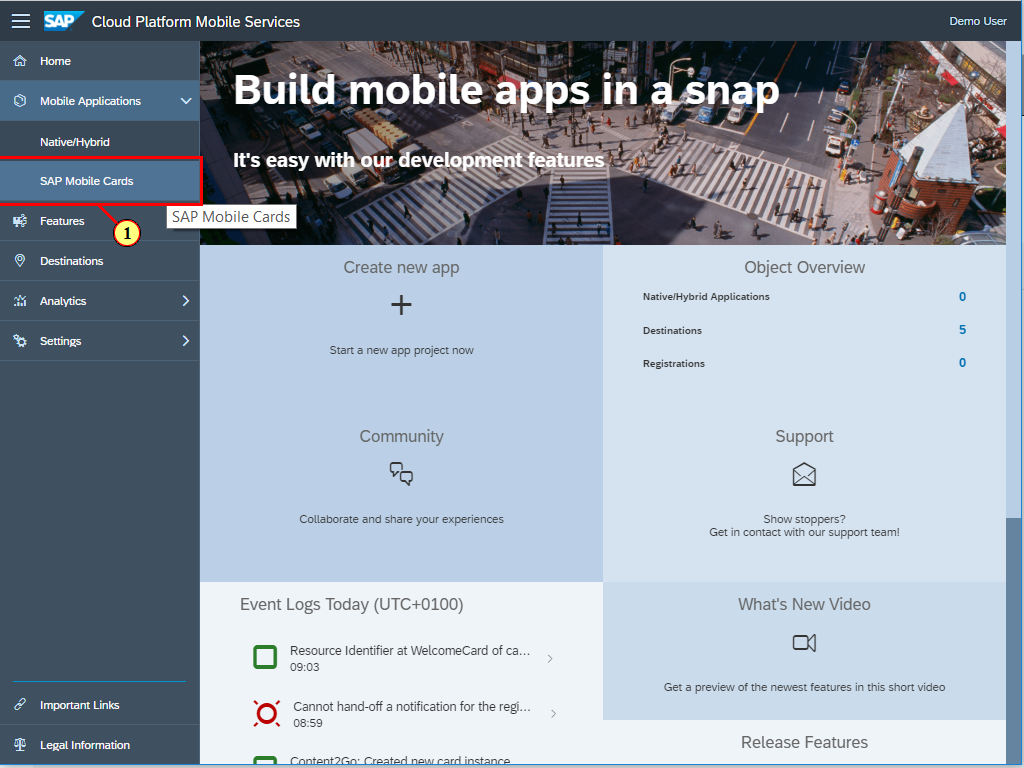 SAP Cloud Platform Mobile Services
Demo User
Home
Mobile Applications
Native/Hybrid
SAP Mobile Cards
SAP Mobile Cards
1
Features
Destinations
Analytics
Settings
Important Links
Legal Information
Build mobile apps in a snap
It's easy with our development features
Create new app
Start a new app project now
Object Overview
Native/Hybrid Applications 0
Destinations 5
Registrations 0
Community
Collaborate and share your experiences
Support
Show stoppers?
Get in contact with our support team!
Event Logs Today (UTC+0100)
Resource Identifier at WelcomeCard of ca...
09:03
Cannot hand-off a notification for the regi...
08:59
Content2Go: Created new card instance
What's New Video
Get a preview of the newest features in this short video
Release Features